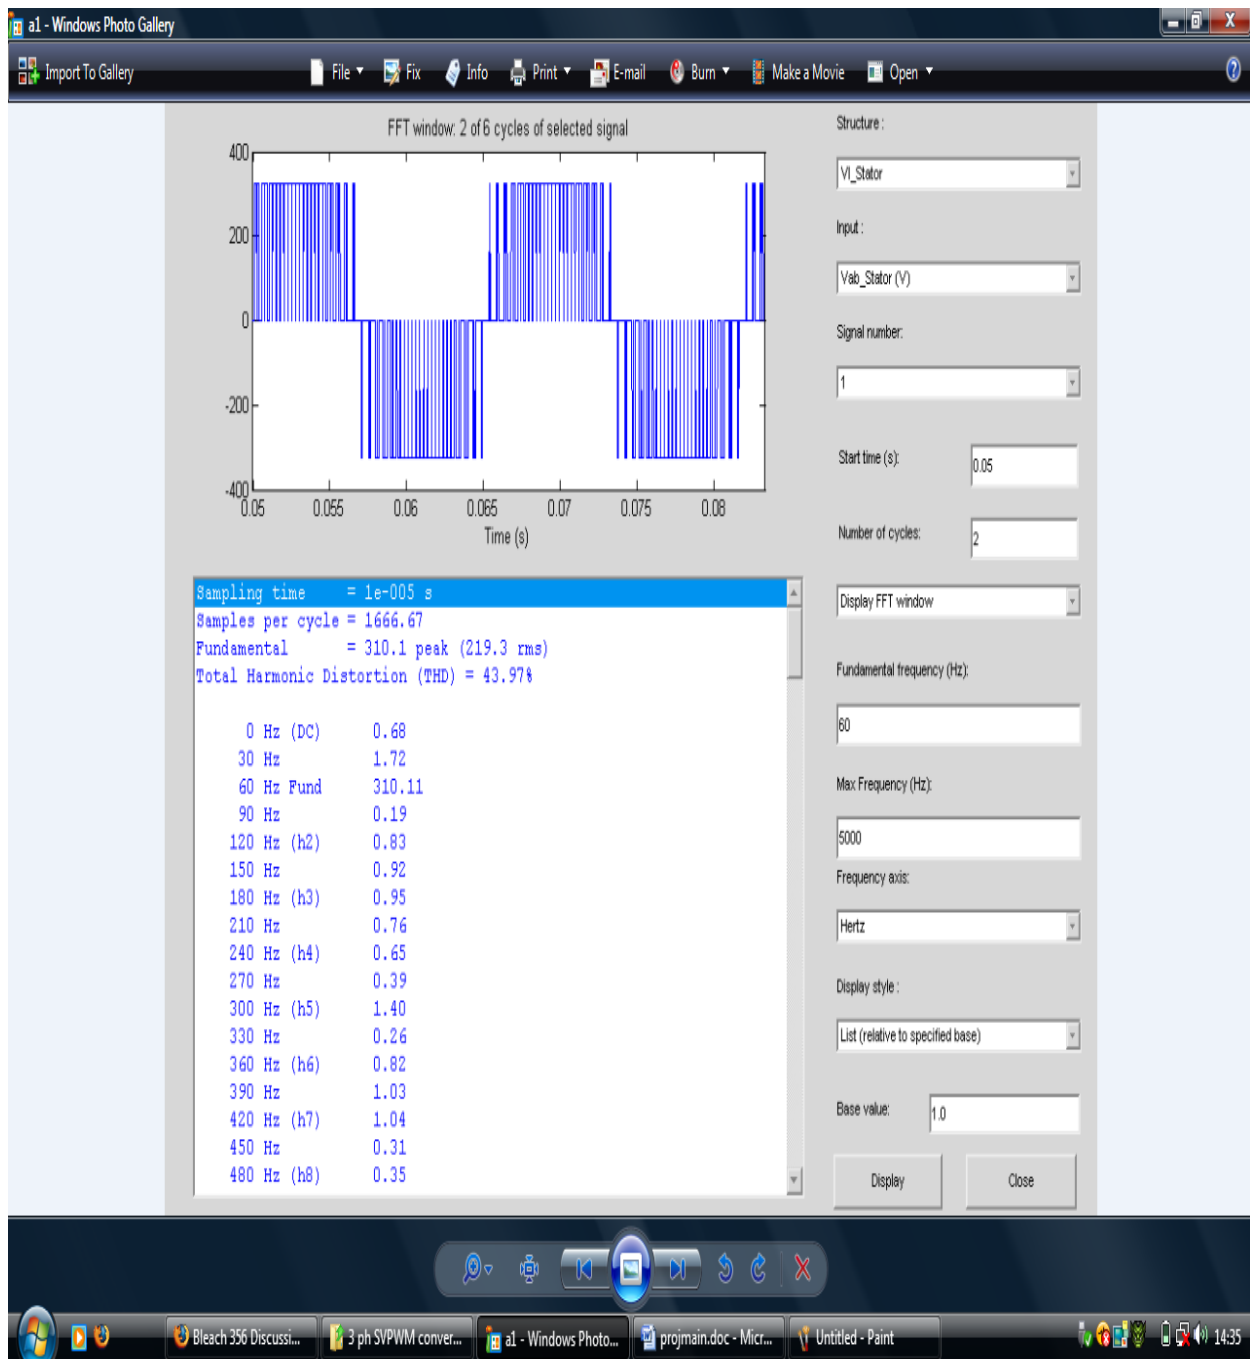 a1 - Windows Photo Gallery
X
Import To Gallery
File
Fix
Info
Print
E-mail
Burn
Make a Movie
Open
?
FFT window: 2 of 6 cycles of selected signal
400
200
0
-200
-400
0.05
0.055
0.06
0.065
0.07
0.075
0.08
Time (s)
Structure :
VI_Stator
Input :
Vab_Stator (V)
Signal number:
1
Start time (s):
0.05
Number of cycles:
2
Display FFT window
Fundamental frequency (Hz):
60
Max Frequency (Hz):
5000
Frequency axis:
Hertz
Display style :
List (relative to specified base)
Base value:
1.0
Display
Close
Sampling time = 1e-005 s
Samples per cycle = 1666.67
Fundamental = 310.1 peak (219.3 rms)
Total Harmonic Distortion (THD) = 43.97%
0 Hz (DC) 0.68
30 Hz 1.72
60 Hz Fund 310.11
90 Hz 0.19
120 Hz (h2) 0.83
150 Hz 0.92
180 Hz (h3) 0.95
210 Hz 0.76
240 Hz (h4) 0.65
270 Hz 0.39
300 Hz (h5) 1.40
330 Hz 0.26
360 Hz (h6) 0.82
390 Hz 1.03
420 Hz (h7) 1.04
450 Hz 0.31
480 Hz (h8) 0.35
Bleach 356 Discussi...
3 ph SVPWM conver...
a1 - Windows Photo...
projmain.doc - Micr...
Untitled - Paint
14:35